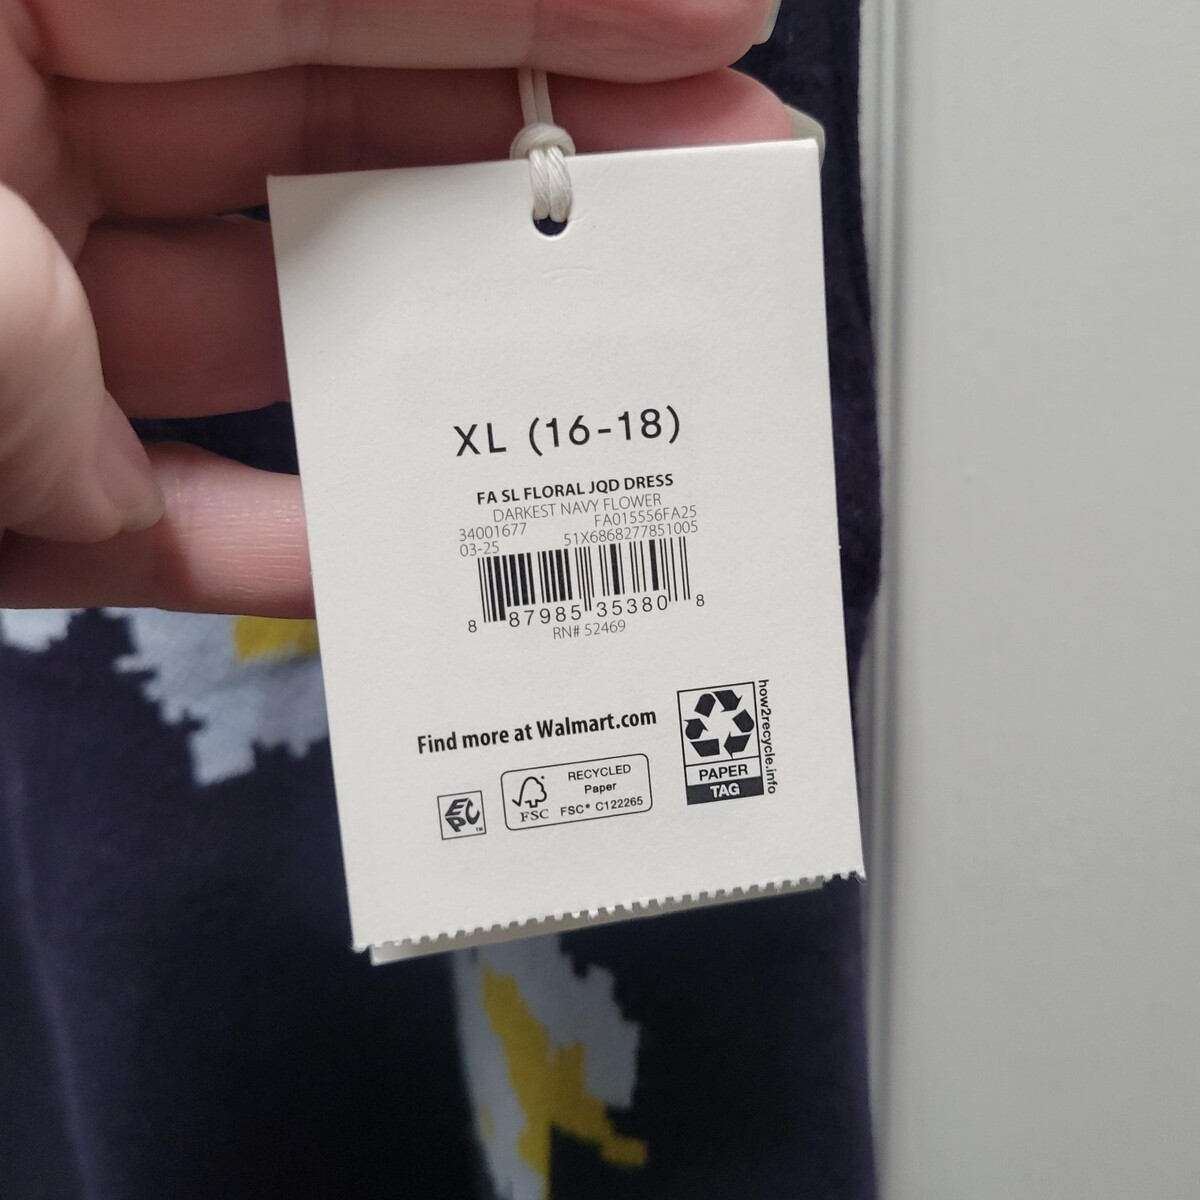 XL (16-18)
FA SL FLORAL JQD DRESS
DARKEST NAVY FLOWER
34001677 FA015556FA25
03-25 51X6868277851005
8 87985 35380 8
RN# 52469
Find more at Walmart.com
EPC™
FSC
RECYCLED
Paper
FSC® C122265
PAPER
TAG
how2recycle.info